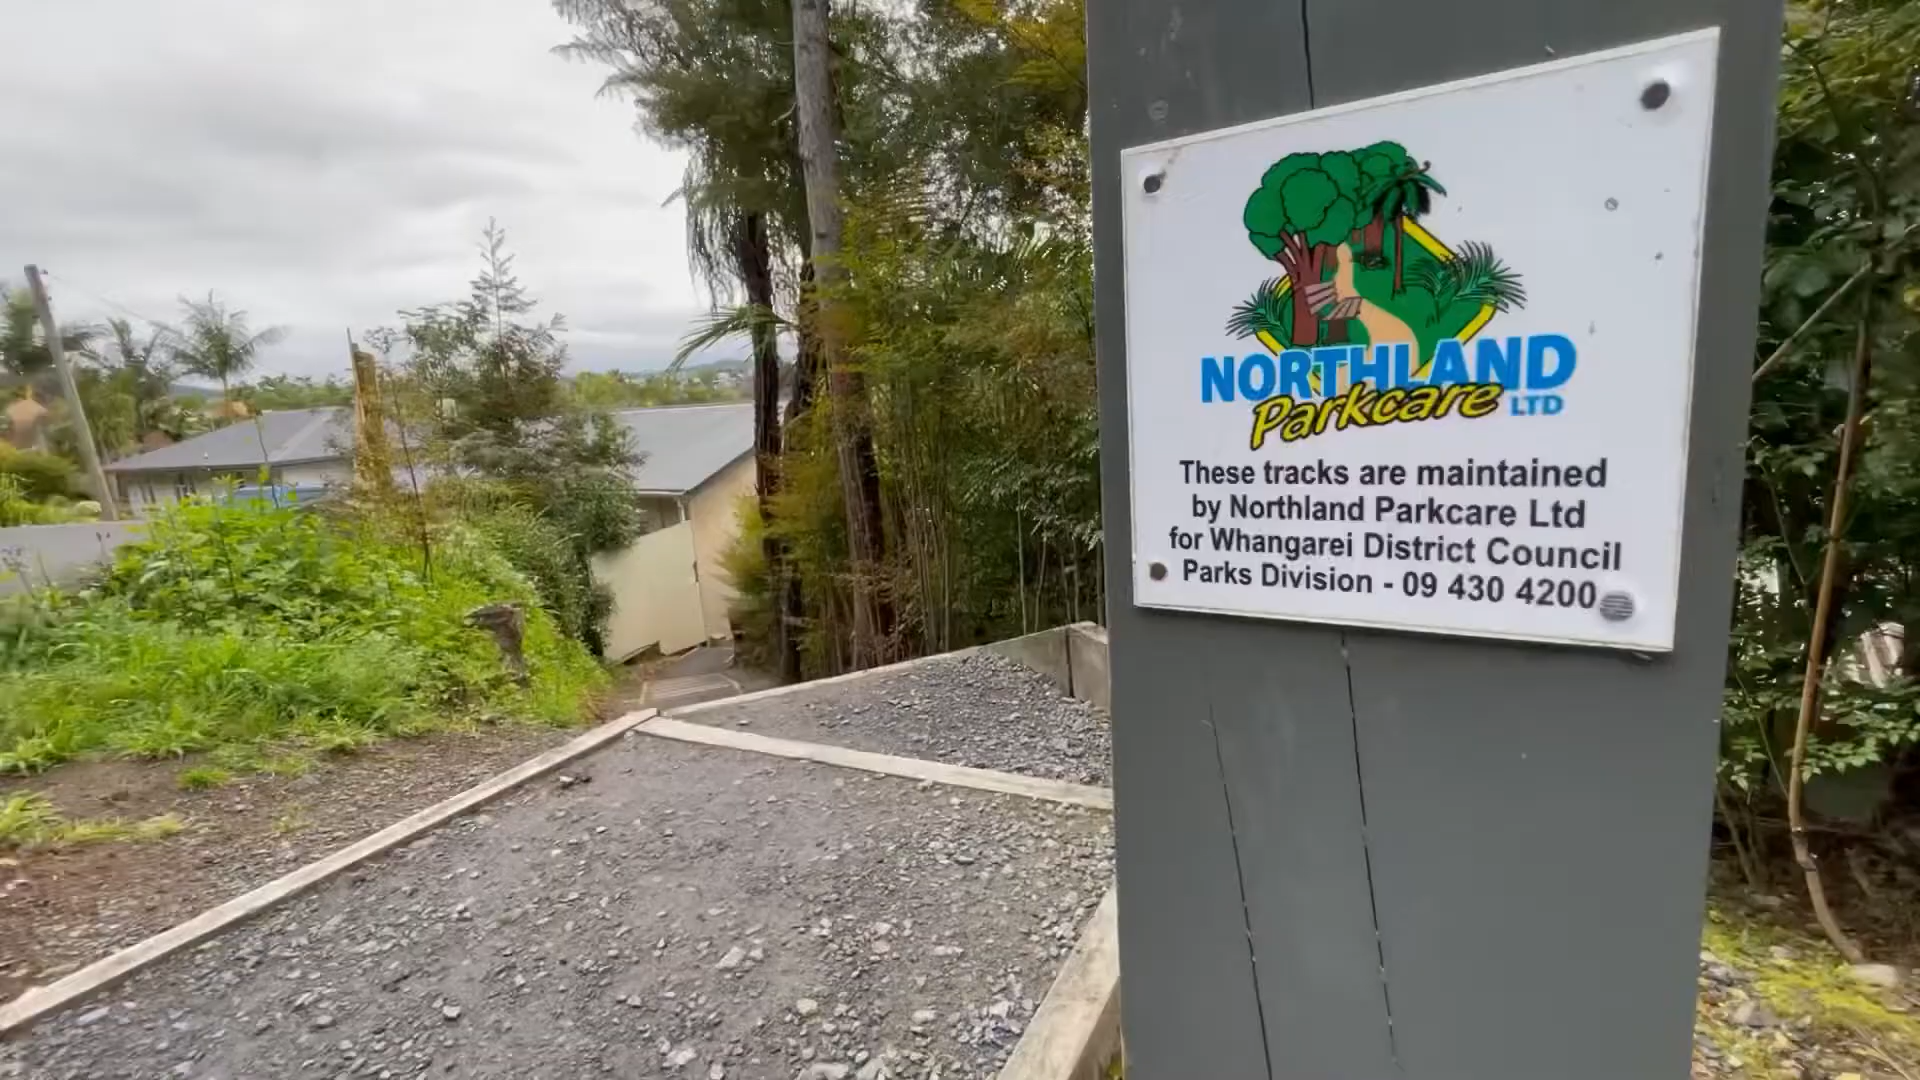 NORTHLAND
Parkcare LTD
These tracks are maintained
by Northland Parkcare Ltd
for Whangarei District Council
Parks Division - 09 430 4200